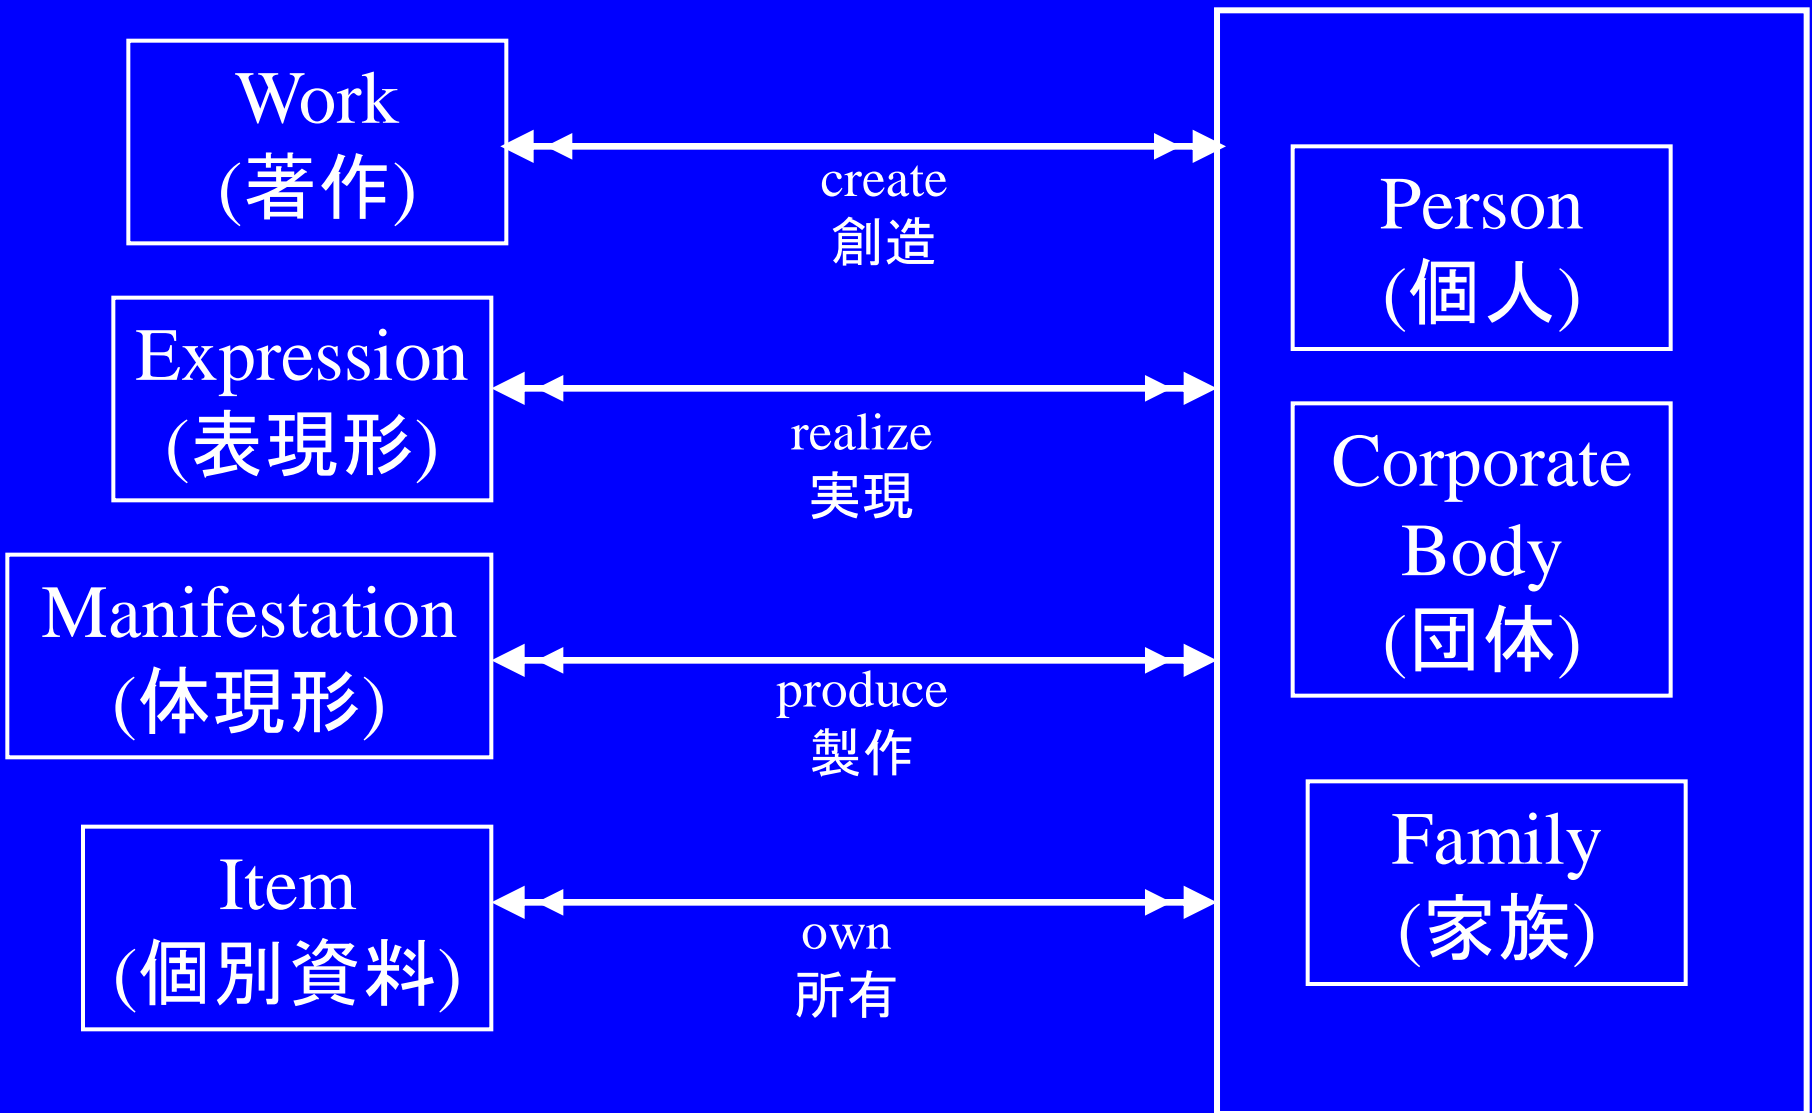 Work
(著作)
create
創造
Expression
(表現形)
realize
実現
Manifestation
(体現形)
produce
製作
Item
(個別資料)
own
所有
Person
(個人)
Corporate
Body
(団体)
Family
(家族)